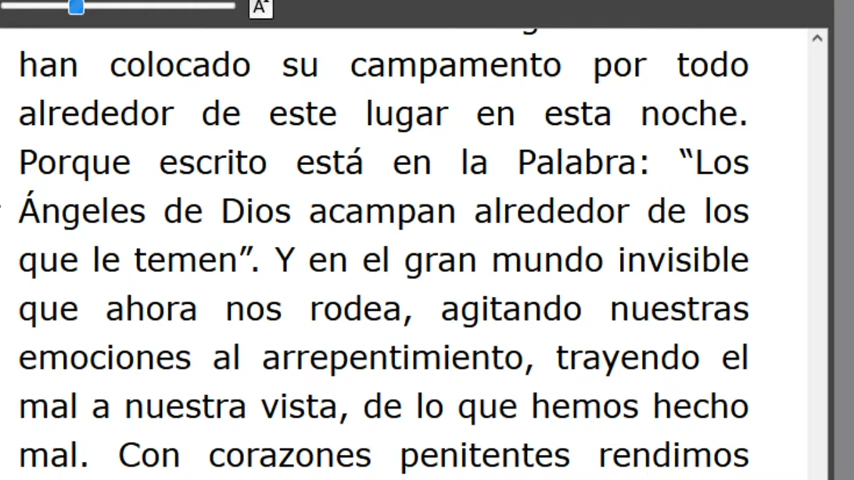 A
han colocado su campamento por todo
alrededor de este lugar en esta noche.
Porque escrito está en la Palabra: “Los
Ángeles de Dios acampan alrededor de los
que le temen”. Y en el gran mundo invisible
que ahora nos rodea, agitando nuestras
emociones al arrepentimiento, trayendo el
mal a nuestra vista, de lo que hemos hecho
mal. Con corazones penitentes rendimos